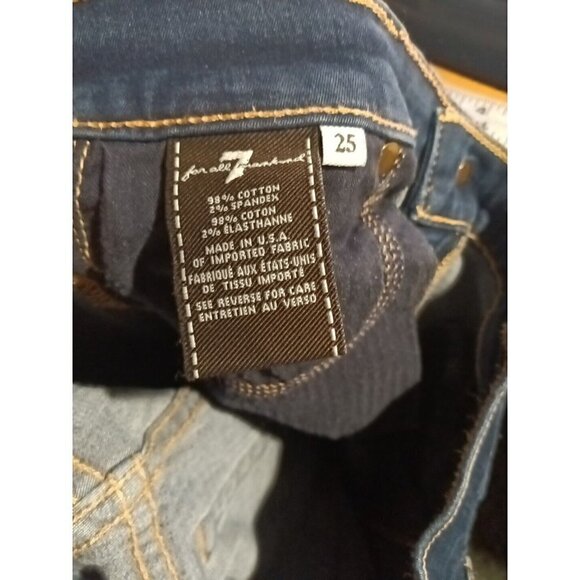 for all 7 mankind
25
98% COTTON
2% SPANDEX
98% COTON
2% ÉLASTHANNE
MADE IN U.S.A.
OF IMPORTED FABRIC
FABRIQUÉ AUX ÉTATS-UNIS
DE TISSU IMPORTÉ
SEE REVERSE FOR CARE
ENTRETIEN AU VERSO